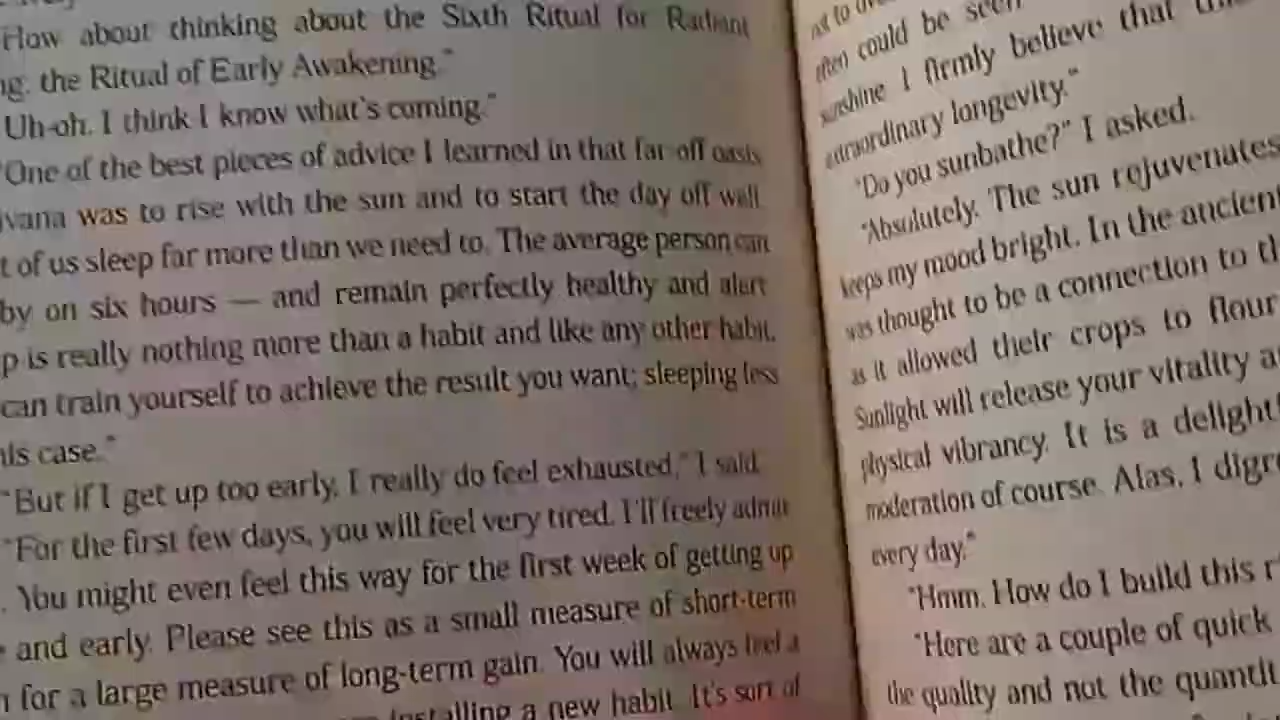 How about thinking about the Sixth Ritual for Radiant
the Ritual of Early Awakening."
Uh-oh. I think I know what's coming."
"One of the best pieces of advice I learned in that far-off oasis
was to rise with the sun and to start the day off well.
of us sleep far more than we need to. The average person can
by on six hours — and remain perfectly healthy and alert
is really nothing more than a habit and like any other habit,
can train yourself to achieve the result you want; sleeping less
case."
"But if I get up too early, I really do feel exhausted," I said.
"For the first few days, you will feel very tired. I'll freely admit
You might even feel this way for the first week of getting up
and early. Please see this as a small measure of short-term
for a large measure of long-term gain. You will always feel a
installing a new habit. It's sort of
not to
often could be seen
sunshine. I firmly believe that
extraordinary longevity."
"Do you sunbathe?" I asked.
"Absolutely. The sun rejuvenates
keeps my mood bright. In the ancient
was thought to be a connection to
as it allowed their crops to
Sunlight will release your vitality
physical vibrancy. It is a
moderation of course. Alas, I
every day."
"Hmm. How do I build this
"Here are a couple of quick
the quality and not the